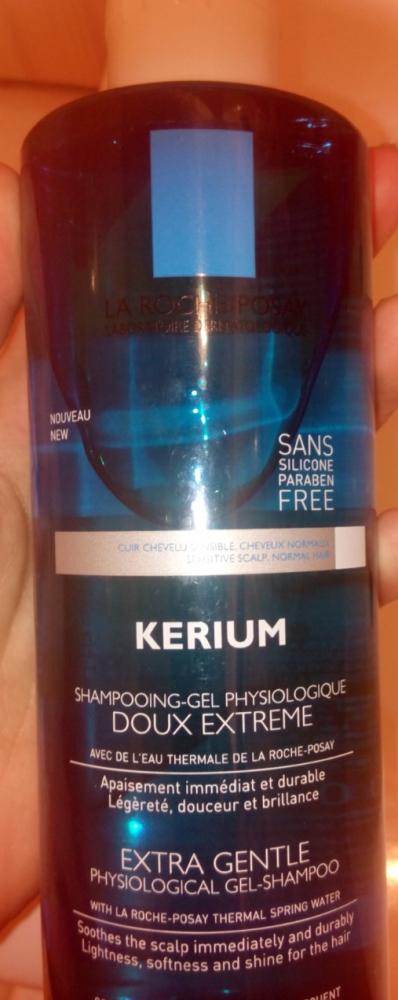 LA ROCHE-POSAY
LABORATOIRE DERMATOLOGIQUE
NOUVEAU
NEW
SANS
SILICONE
PARABEN
FREE
CUIR CHEVELU SENSIBLE. CHEVEUX NORMAUX
SENSITIVE SCALP. NORMAL HAIR
KERIUM
SHAMPOOING-GEL PHYSIOLOGIQUE
DOUX EXTREME
AVEC DE L'EAU THERMALE DE LA ROCHE-POSAY
Apaisement immédiat et durable
Légèreté, douceur et brillance
EXTRA GENTLE
PHYSIOLOGICAL GEL-SHAMPOO
WITH LA ROCHE-POSAY THERMAL SPRING WATER
Soothes the scalp immediately and durably
Lightness, softness and shine for the hair